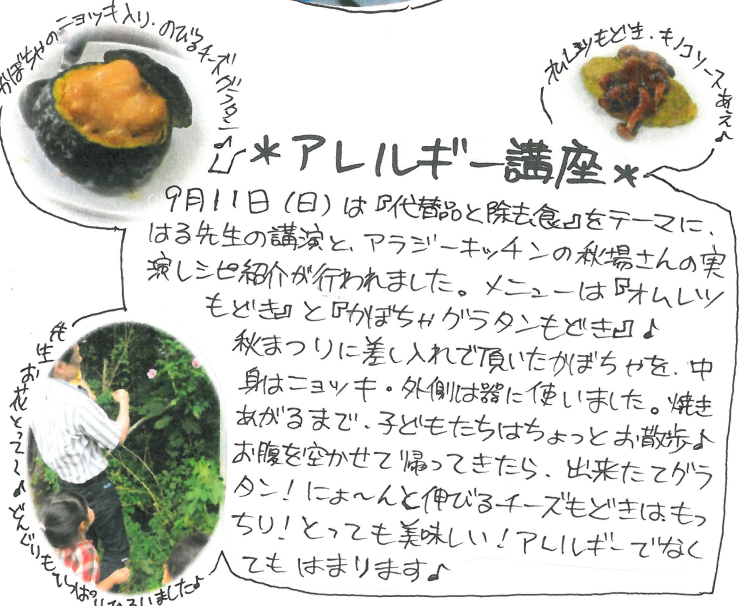 かぼちゃのニョッキ入り・のびるチーズグラタン♪
オムレツもどき・キノコソースあえ♪
*アレルギー講座*
9月11日(日)は『代替品と除去食』をテーマに、
はる先生の講演と、アラジーキッチンの秋場さんの実
演レシピ紹介が行われました。メニューは『オムレツ
もどき』と『かぼちゃグラタンもどき』♪
秋まつりに差し入れで頂いたかぼちゃを、中
身はニョッキ・外側は器に使いました。焼き
あがるまで、子どもたちはちょっとお散歩♪
お腹を空かせて帰ってきたら、出来たてグラ
タン!にょ〜んと伸びるチーズもどきは、もっ
ちり!とっても美味しい!アレルギーでなく
てもはまります♪
先生お花とって〜♪どんぐりもいっぱいひろいました♪